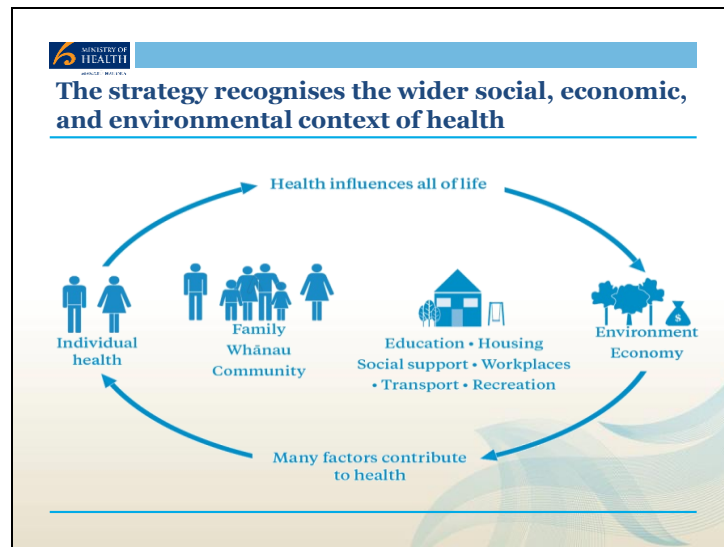 MINISTRY OF
HEALTH
The strategy recognises the wider social, economic,
and environmental context of health
Health influences all of life
Individual
health
Family
Whānau
Community
Education • Housing
Social support • Workplaces
• Transport • Recreation
$
Environment
Economy
Many factors contribute
to health